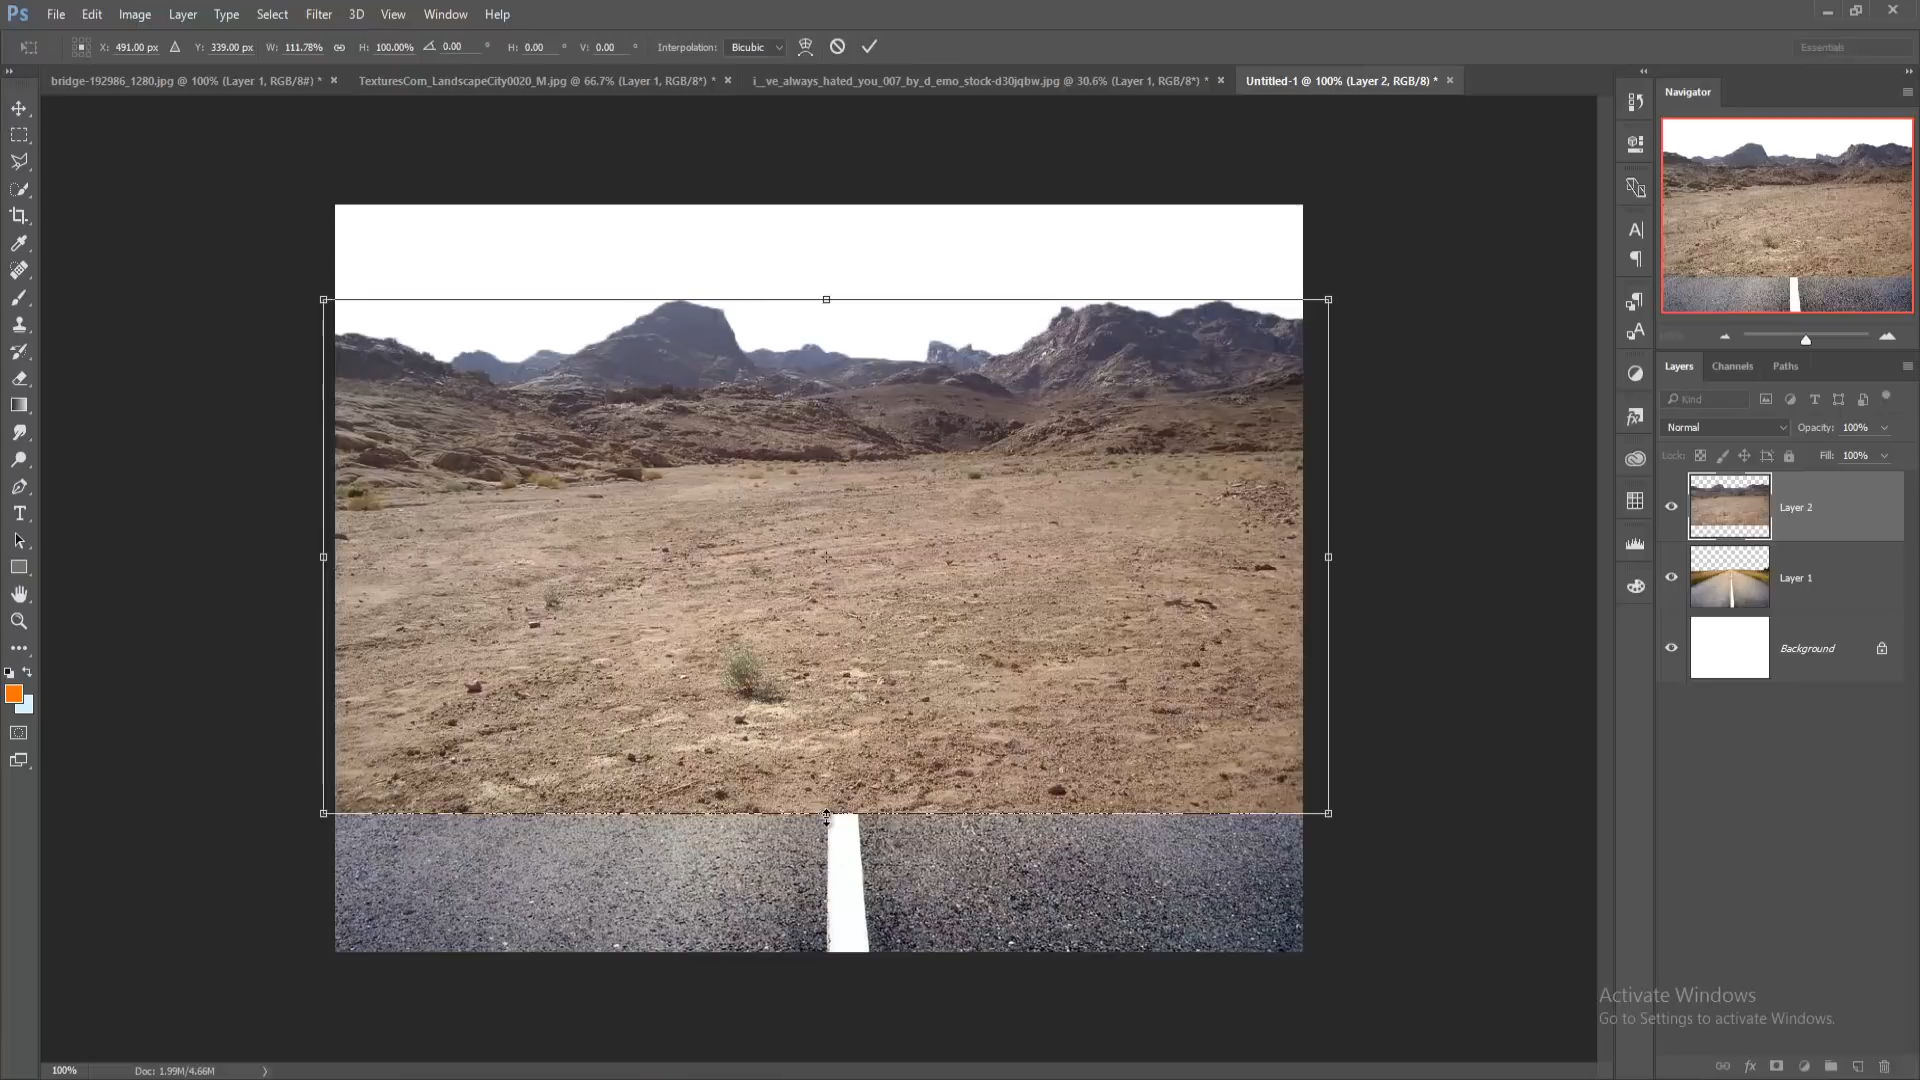 Ps File Edit Image Layer Type Select Filter 3D View Window Help
X: 491.00 px Y: 339.00 px W: 111.78% H: 100.00% 0.00 ° H: 0.00 ° V: 0.00 ° Interpolation: Bicubic Essentials
bridge-192986_1280.jpg @ 100% (Layer 1, RGB/8#) * × TexturesCom_LandscapeCity0020_M.jpg @ 66.7% (Layer 1, RGB/8*) * × i__ve_always_hated_you_007_by_d_emo_stock-d30jqbw.jpg @ 30.6% (Layer 1, RGB/8*) * × Untitled-1 @ 100% (Layer 2, RGB/8) * ×
Navigator
Layers Channels Paths
Kind
Normal Opacity: 100%
Lock: Fill: 100%
Layer 2
Layer 1
Background
Activate Windows
Go to Settings to activate Windows.
100% Doc: 1.99M/4.66M